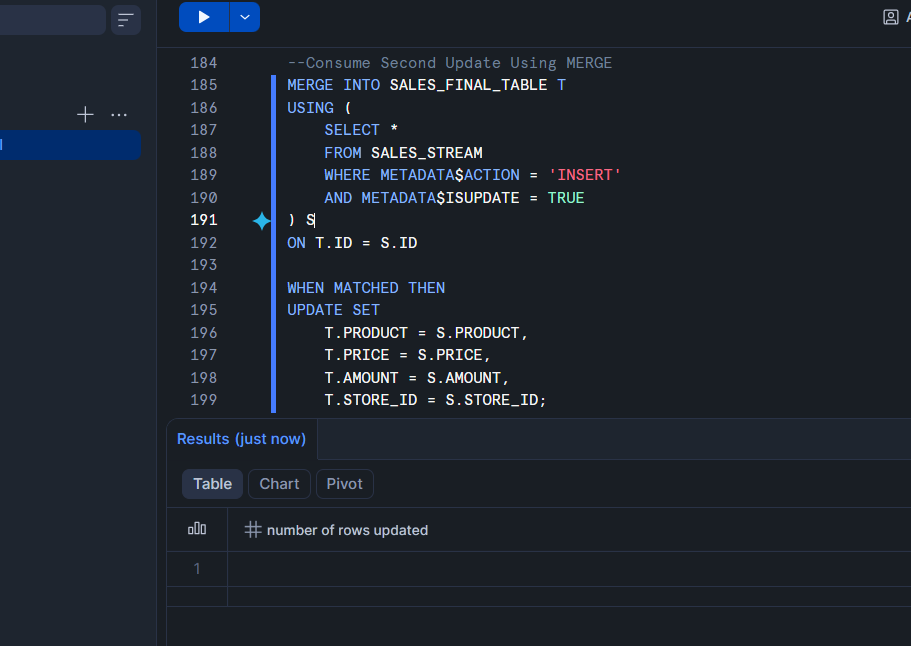 184 --Consume Second Update Using MERGE
185 MERGE INTO SALES_FINAL_TABLE T
186 USING (
187 SELECT *
188 FROM SALES_STREAM
189 WHERE METADATA$ACTION = 'INSERT'
190 AND METADATA$ISUPDATE = TRUE
191 ) S
192 ON T.ID = S.ID
193
194 WHEN MATCHED THEN
195 UPDATE SET
196 T.PRODUCT = S.PRODUCT,
197 T.PRICE = S.PRICE,
198 T.AMOUNT = S.AMOUNT,
199 T.STORE_ID = S.STORE_ID;
Results (just now)
Table Chart Pivot
# number of rows updated
1